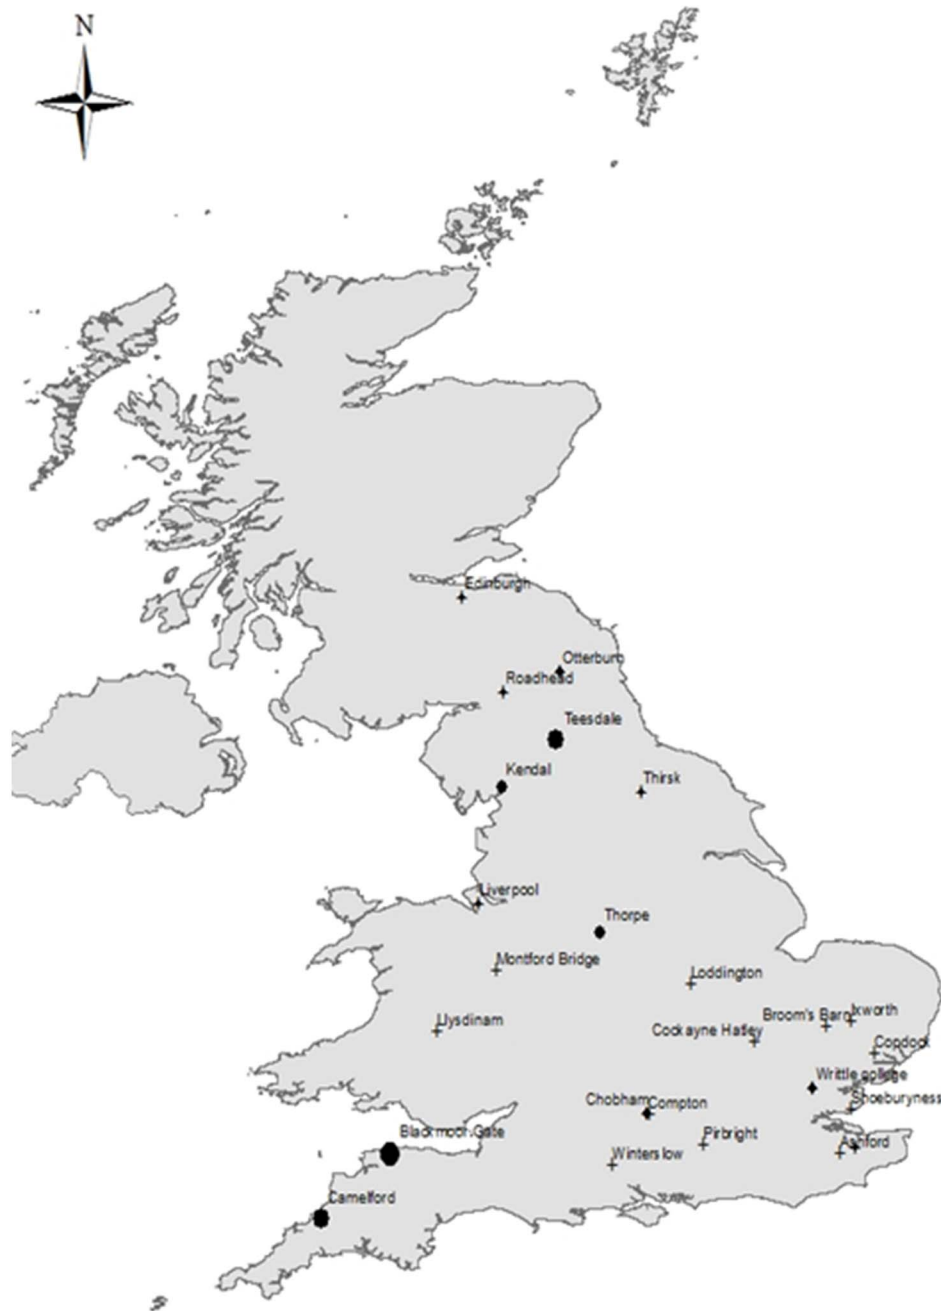 N
Edinburgh
Otterburn
Roadhead
Teesdale
Kendal
Thirsk
Liverpool
Thorpe
Montford Bridge
Loddington
Llysdinam
Broom's Barn
Ixworth
Cockayne Hatley
Copdock
Writtle college
Chobham
Compton
Shoeburyness
Blackmoor Gate
Pirbright
Ashford
Winterslow
Camelford